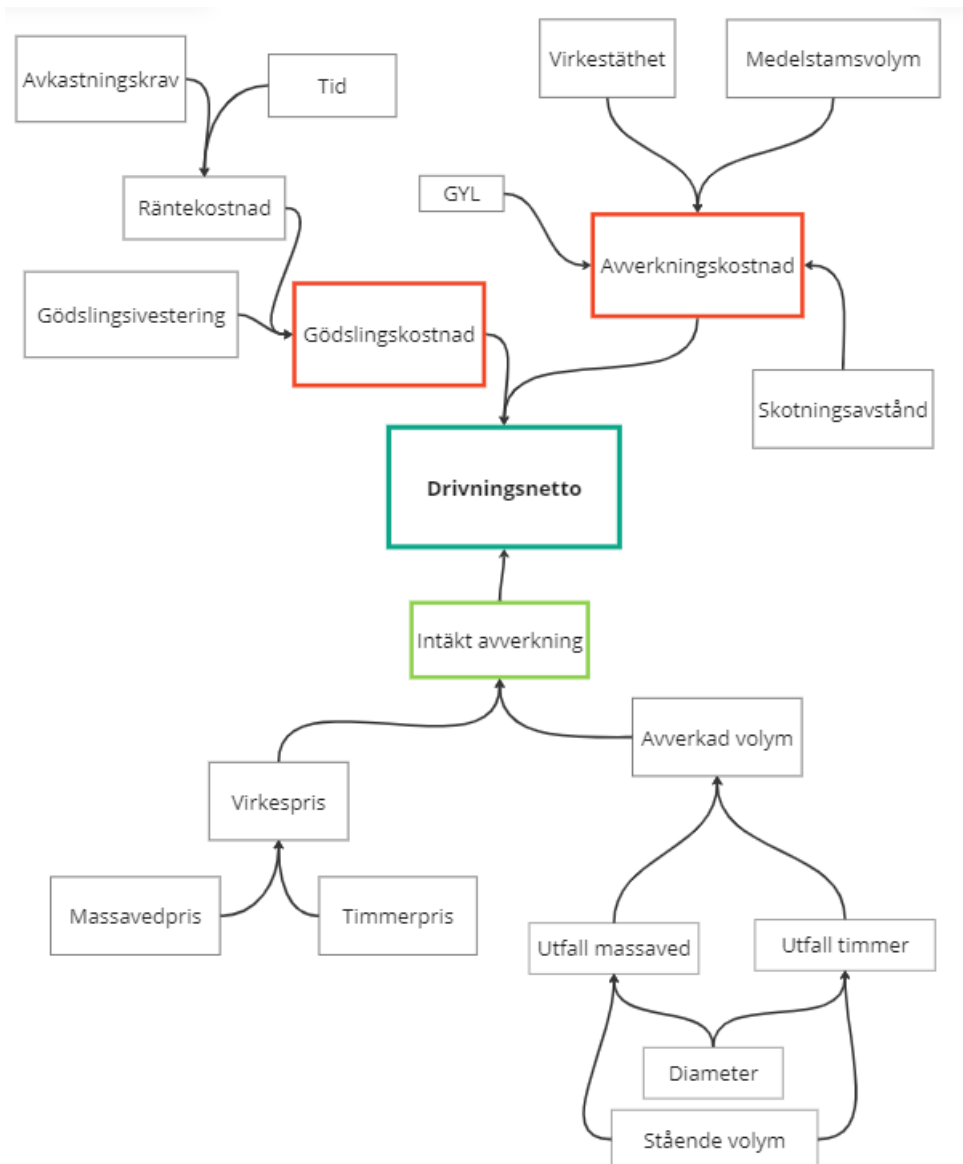 Avkastningskrav
Tid
Virkestäthet
Medelstamsvolym
Räntekostnad
GYL
Avverkningskostnad
Gödslingsivestering
Gödslingskostnad
Skotningsavstånd
Drivningsnetto
Intäkt avverkning
Avverkad volym
Virkespris
Massavedpris
Timmerpris
Utfall massaved
Utfall timmer
Diameter
Stående volym